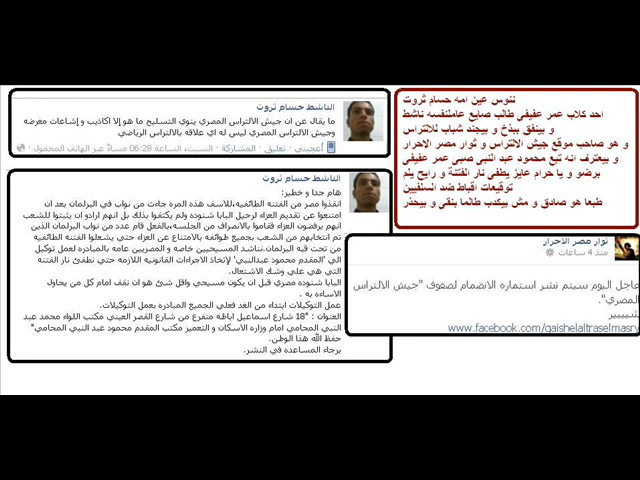 الناشط حسام ثروت
ما يقال عن ان جيش الالتراس المصري ينوي التسليح ما هو إلا اكاذيب و إشاعات مغرضه
وجيش الالتراس المصري ليس له اي علاقه بالالتراس الرياضي
أعجبني · تعليق · المشاركة · السبت، الساعة 06:28 مساءً عبر الهاتف المحمول
ننوس عين امه حسام ثروت
احد كلاب عمر عفيفي طالب صايع عاملنفسه ناشط
و بينفق ببذخ و بيجند شباب للالتراس
و هو صاحب موقع جيش الالتراس و ثوار مصر الاحرار
و بيعترف انه تبع محمود عبد النبي صبي عمر عفيفي
برضو و يا حرام عايز يطفي نار الفتنة و رايح يلم
توقيعات اقباط ضد السلفيين
طبعا هو صادق و مش بيكدب طالما بنقى و بيحذر
الناشط حسام ثروت
هام جدا و خطير:
انقذوا مصر من الفتنه الطائفيه،للاسف هذه المره جاءت من نواب في البرلمان بعد ان
امتنعوا عن تقديم العزاء لرحيل البابا شنوده ولم يكتفوا بذلك بل انهم ارادو ان يثبتوا للشعب
انهم يرفضون العزاء فقاموا بالانصراف من الجلسه،بالفعل قام عدد من نواب البرلمان الذين
تم انتخابهم من الشعب بجميع طوائفه بالامتناع عن العزاء حتي يشعلوا الفتنه الطائفيه
من تحت قبه البرلمان،نناشد المسيحيين خاصه و المصريين عامه بالمبادره لعمل توكيل
الي 'المقدم محمود عبدالنبي' لإتخاذ الاجراءات القانونيه اللازمه حتي نطفئ نار الفتنه
التي هي على وشك الاشتعال.
البابا شنوده مصري قبل ان يكون مسيحي واقل شئ هو ان نقف امام كل من يحاول
الاساءه به .
عمل التوكيلات ابتداء من الغد فعلي الجميع المبادره بعمل التوكيلات.
العنوان : "18 شارع اسماعيل اباظه متفرع من شارع القصر العيني مكتب اللواء محمد عبد
النبي المحامي امام وزاره الاسكان و التعمير مكتب المقدم محمود عبد النبي المحامي"
حفظ الله هذا الوطن.
برجاء المساعده في النشر.
ثوار مصر الاحرار
منذ 4 ساعات
عاجل اليوم سيتم نشر استماره الانضمام لصفوف "جيش الالتراس
المصري".
شيييير
www.facebook.com/gaishelaltraselmasry